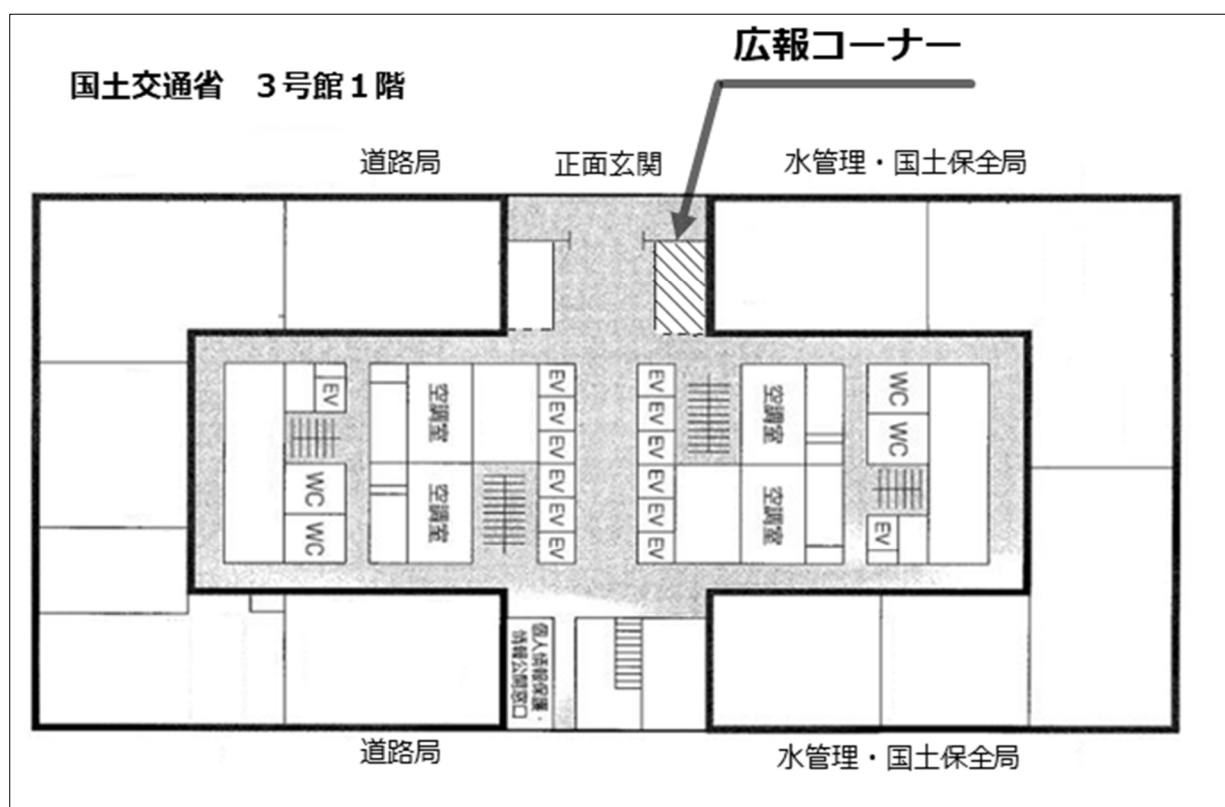 広報コーナー
国土交通省 3号館1階
道路局 正面玄関 水管理・国土保全局
EV
空調室
EV
EV
空調室
WC
EV
EV
WC
EV
EV
WC
空調室
EV
EV
空調室
WC
EV
EV
EV
EV
EV
個人情報保護・
情報公開窓口
道路局 水管理・国土保全局